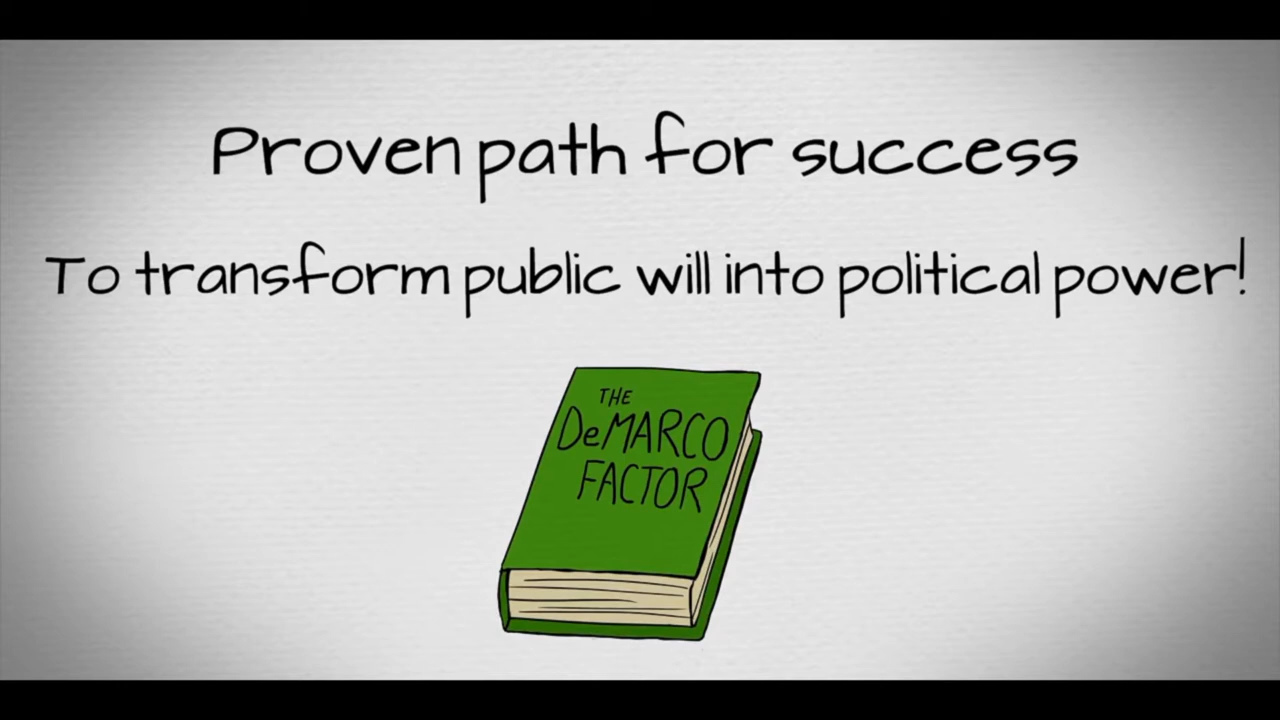 Proven path for success
To transform public will into political power!
THE
DeMARCO
FACTOR